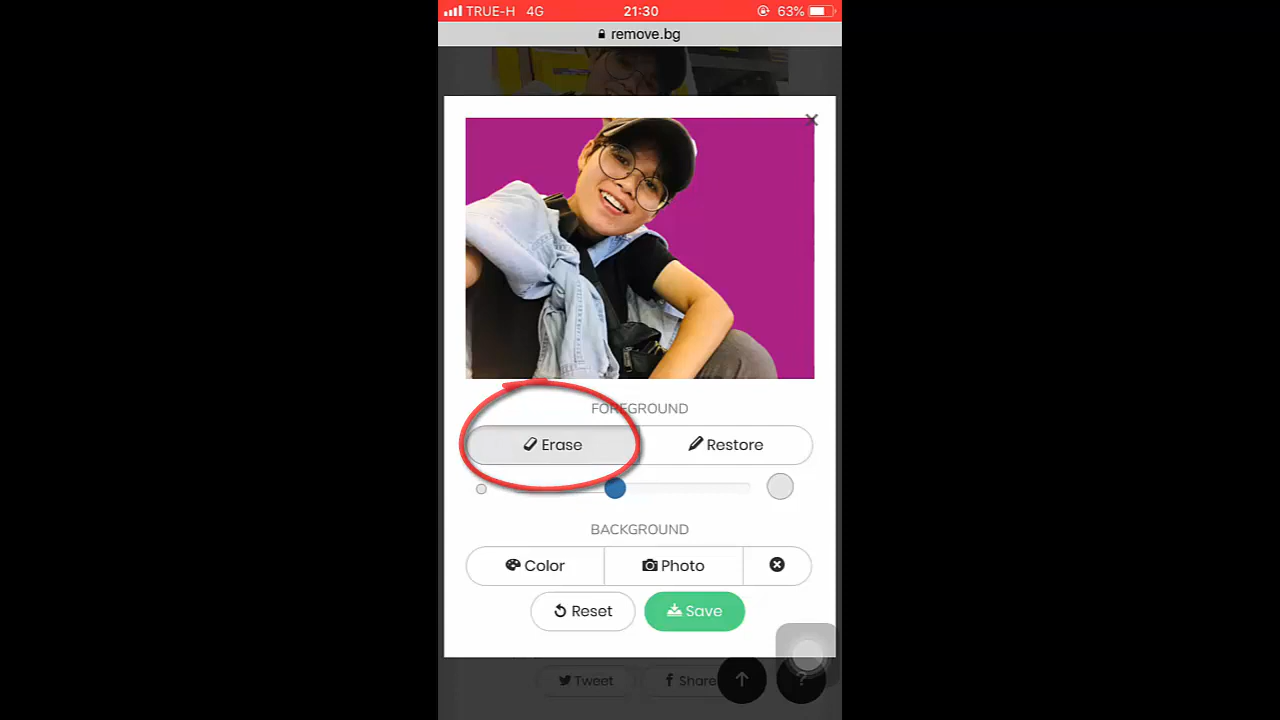 TRUE-H 4G 21:30 63%
remove.bg
FOREGROUND
Erase Restore
BACKGROUND
Color Photo
Reset Save
Tweet Share ?